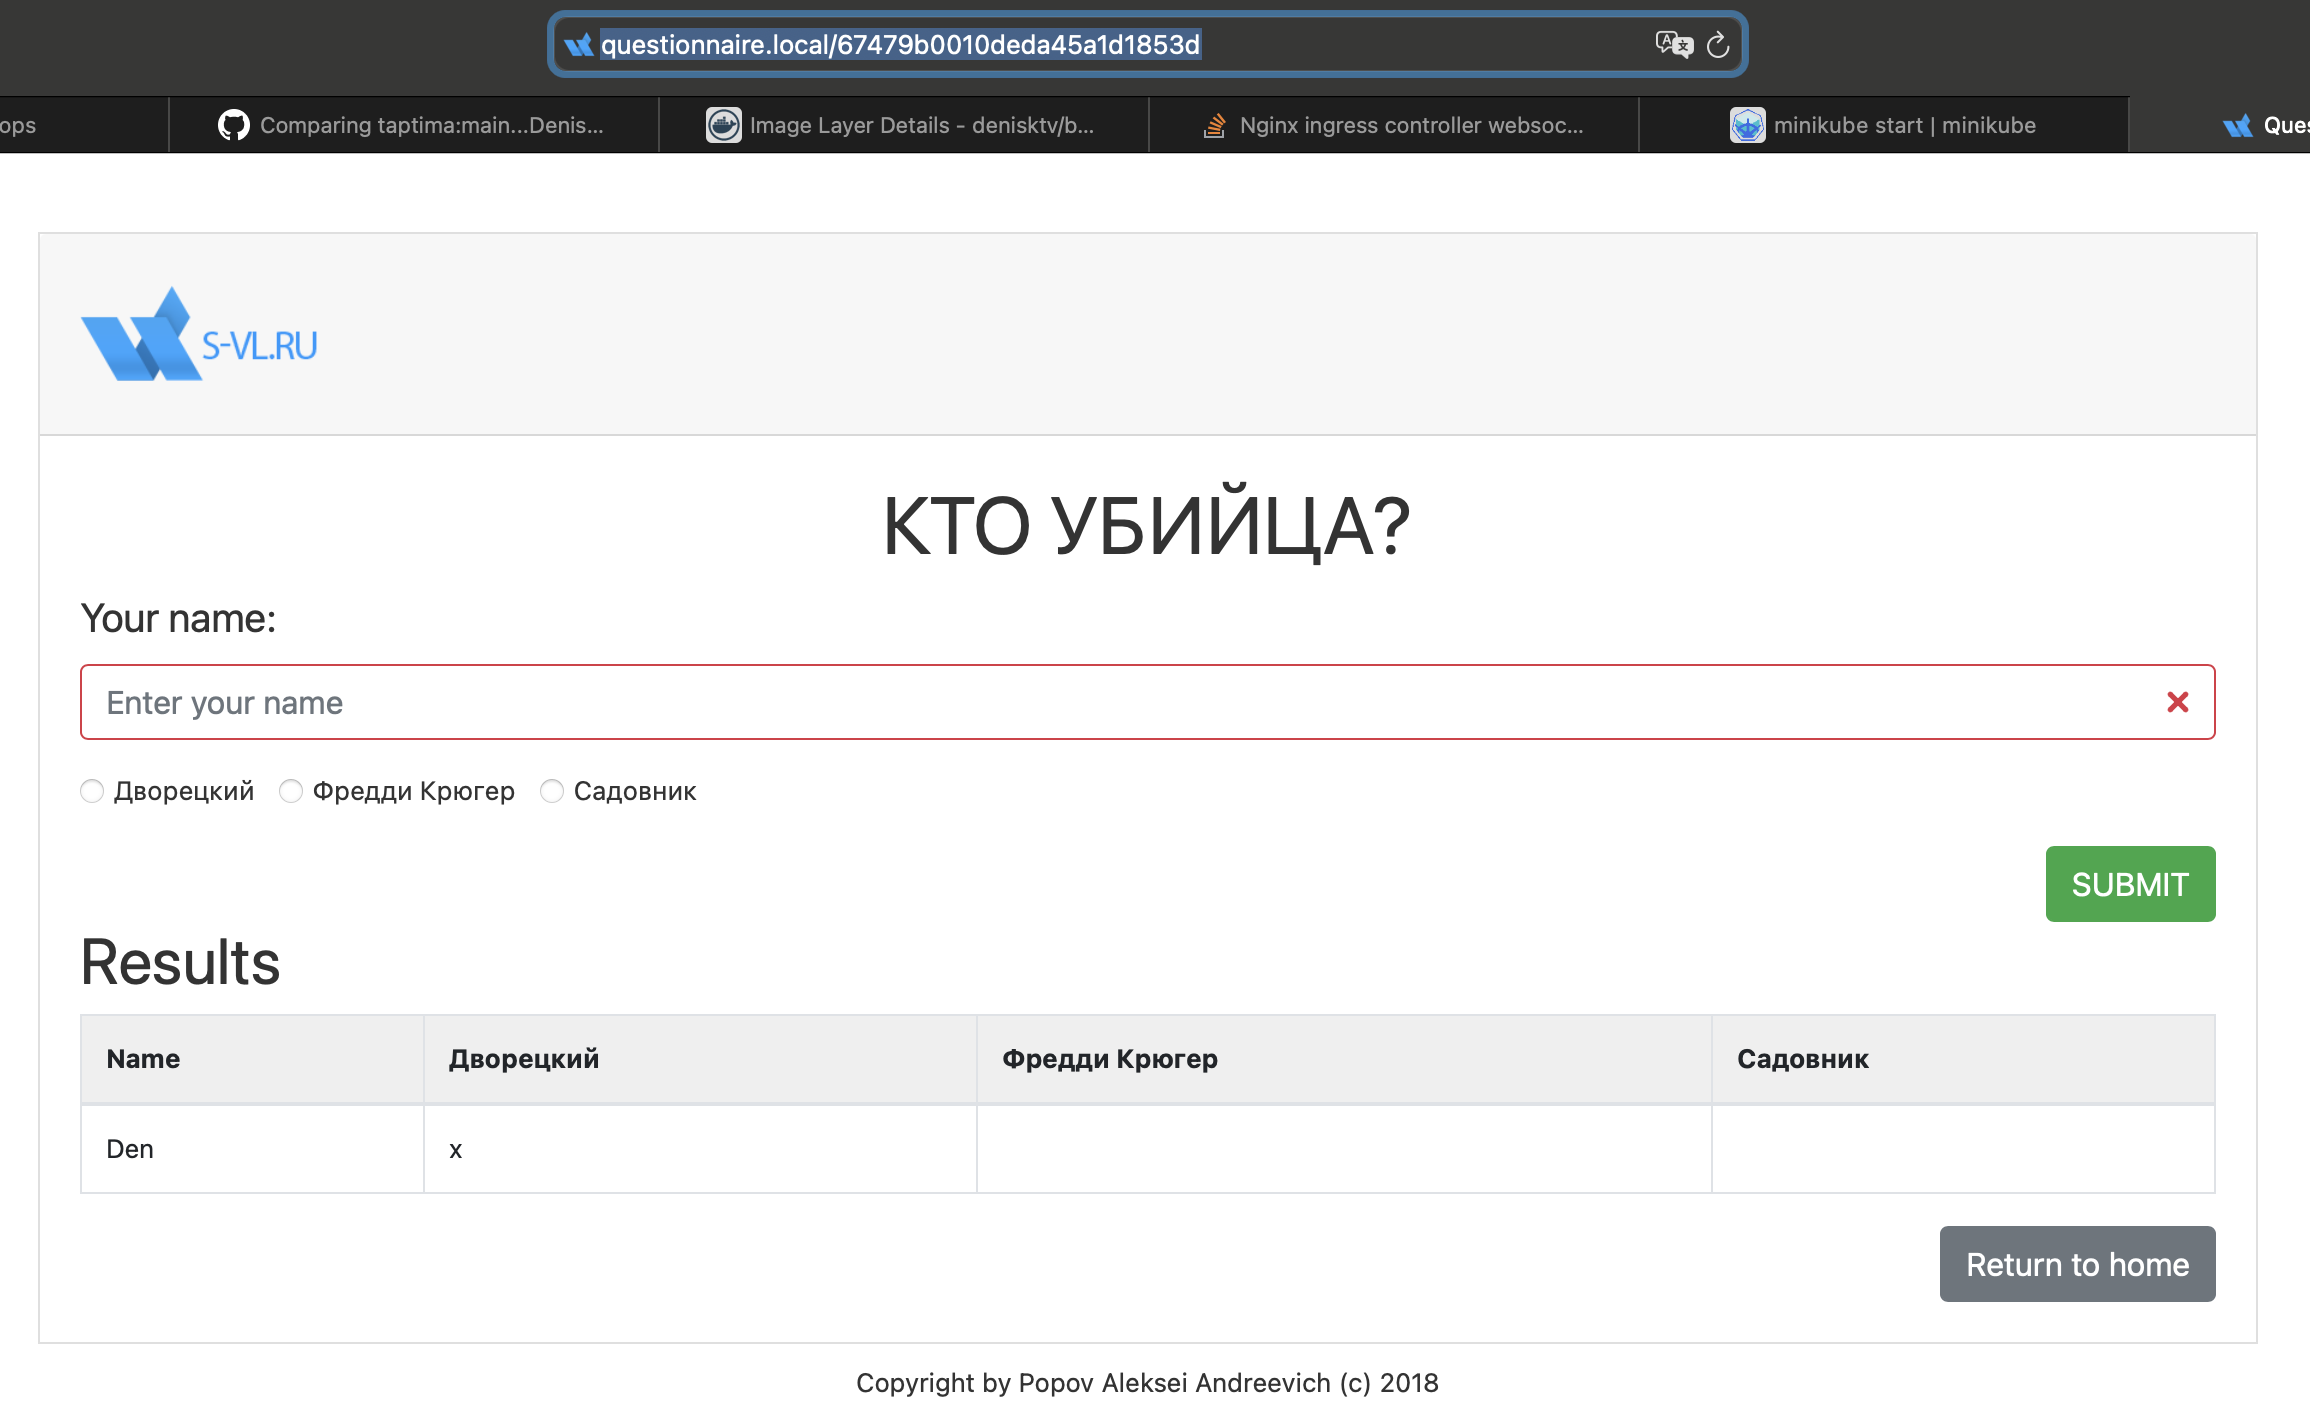 questionnaire.local/67479b0010deda45a1d1853d
ops
Comparing taptima:main...Denis...
Image Layer Details - denisktv/b...
Nginx ingress controller websoc...
minikube start | minikube
Ques
S-VL.RU
КТО УБИЙЦА?
Your name:
Enter your name
Дворецкий Фредди Крюгер Садовник
SUBMIT
Results
Name Дворецкий Фредди Крюгер Садовник
Den x
Return to home
Copyright by Popov Aleksei Andreevich (c) 2018